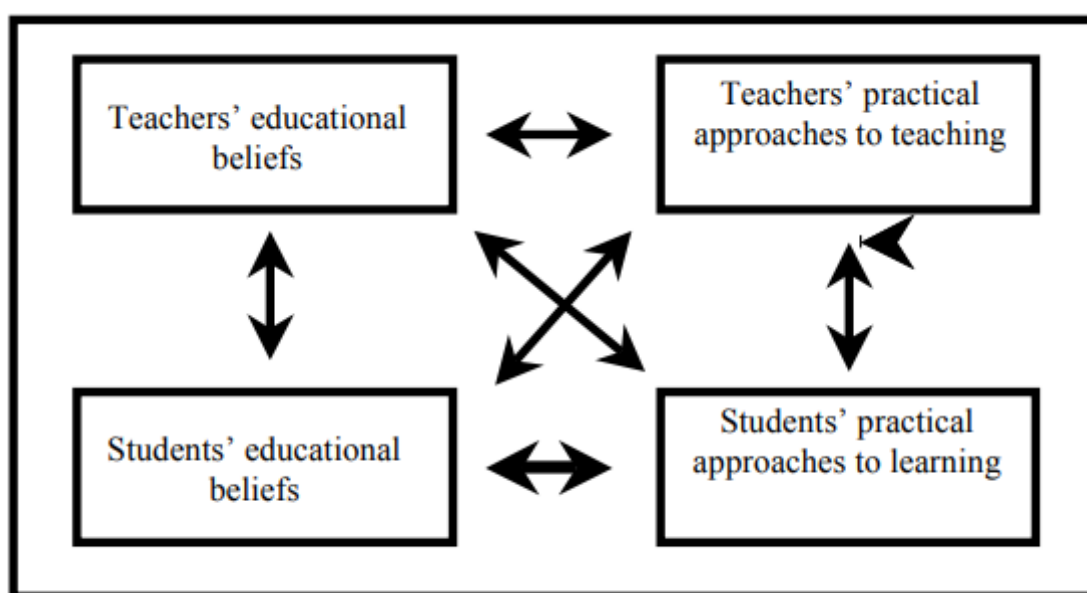 Teachers’ educational
beliefs
Teachers’ practical
approaches to teaching
Students’ educational
beliefs
Students’ practical
approaches to learning